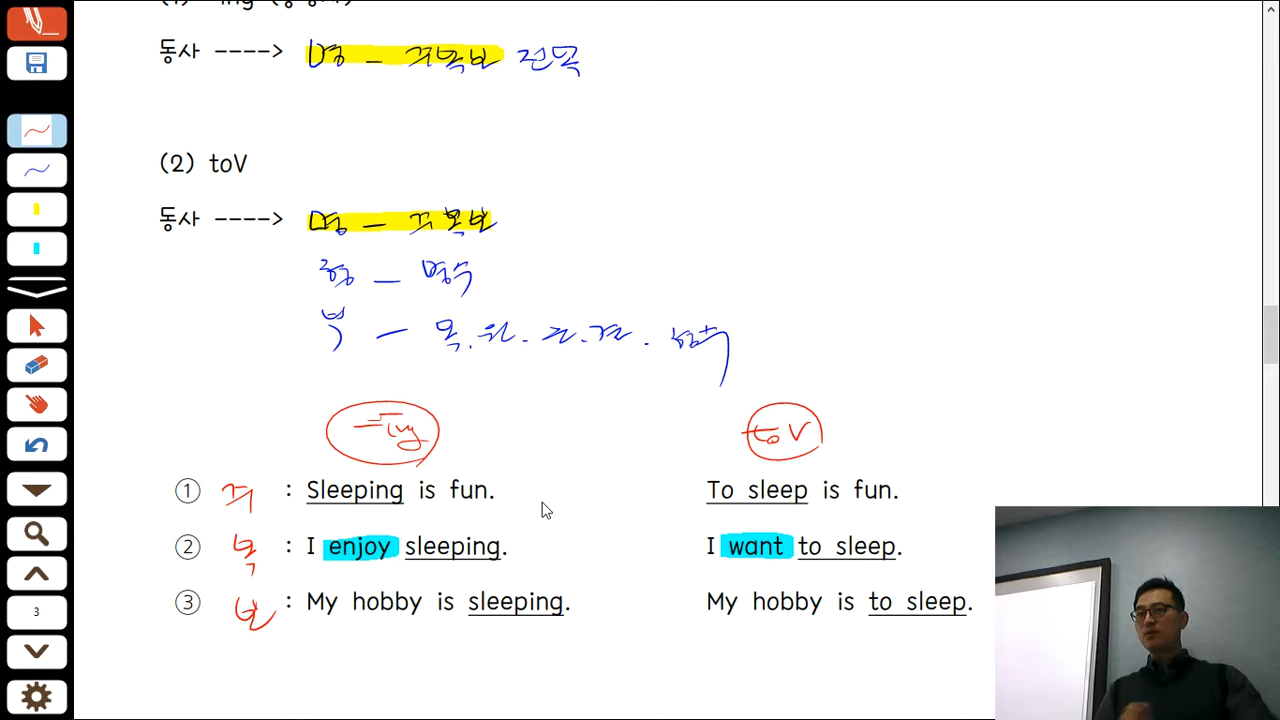 동사 ----> 명 - 주목보 전목
(2) toV
동사 ----> 명 - 주목보
형 - 명수
부 - 목.원.
-ing toV
① 주 : Sleeping is fun. To sleep is fun.
② 목 : I enjoy sleeping. I want to sleep.
③ 보 : My hobby is sleeping. My hobby is to sleep.
3